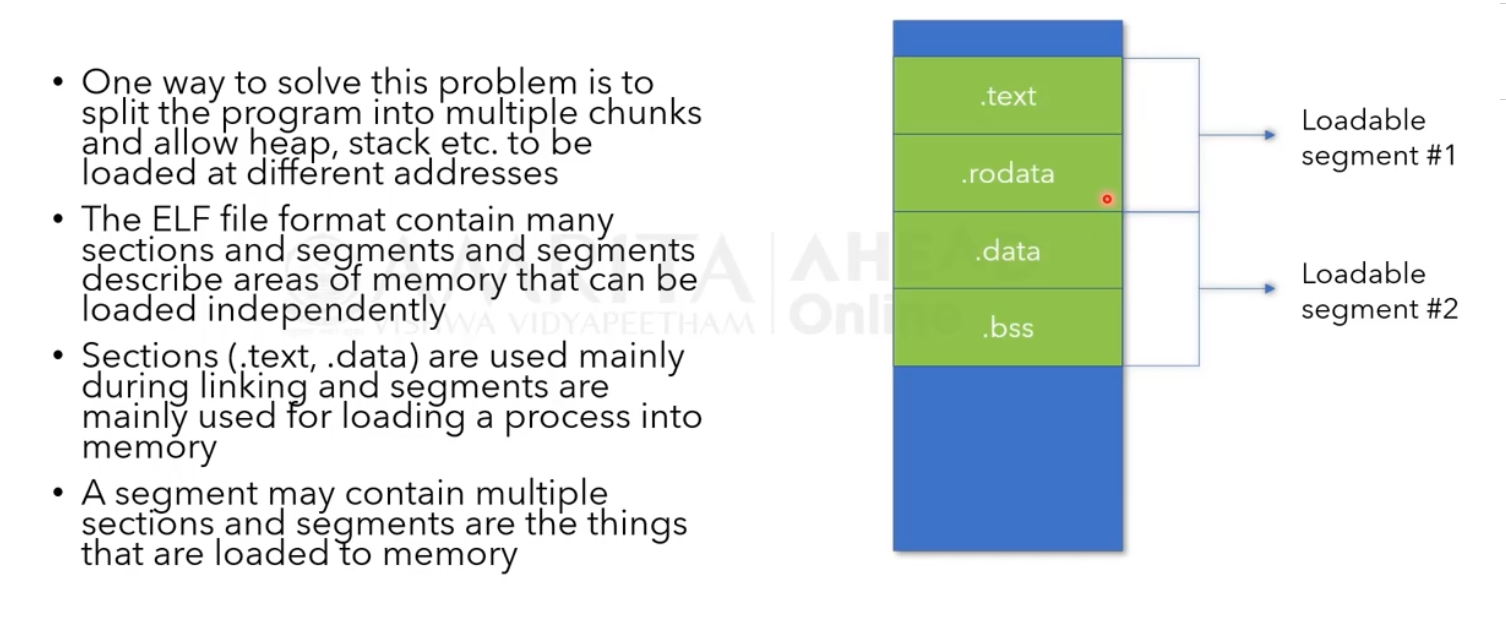 • One way to solve this problem is to
split the program into multiple chunks
and allow heap, stack etc. to be
loaded at different addresses
• The ELF file format contain many
sections and segments and segments
describe areas of memory that can be
loaded independently
• Sections (.text, .data) are used mainly
during linking and segments are
mainly used for loading a process into
memory
• A segment may contain multiple
sections and segments are the things
that are loaded to memory
.text
.rodata
.data
.bss
Loadable
segment #1
Loadable
segment #2
AMRITA
VISHWA VIDYAPEETHAM
AHEAD
Online